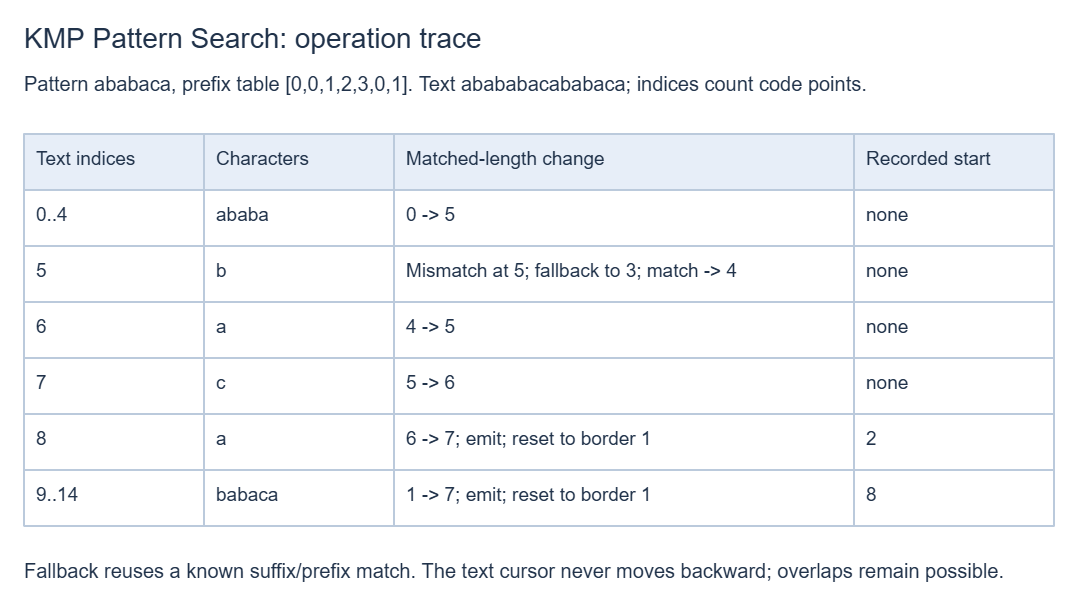 KMP Pattern Search: operation trace
Pattern ababaca, prefix table [0,0,1,2,3,0,1]. Text abababacababaca; indices count code points.
Text indices Characters Matched-length change Recorded start
0..4 ababa 0 -> 5 none
5 b Mismatch at 5; fallback to 3; match -> 4 none
6 a 4 -> 5 none
7 c 5 -> 6 none
8 a 6 -> 7; emit; reset to border 1 2
9..14 babaca 1 -> 7; emit; reset to border 1 8
Fallback reuses a known suffix/prefix match. The text cursor never moves backward; overlaps remain possible.